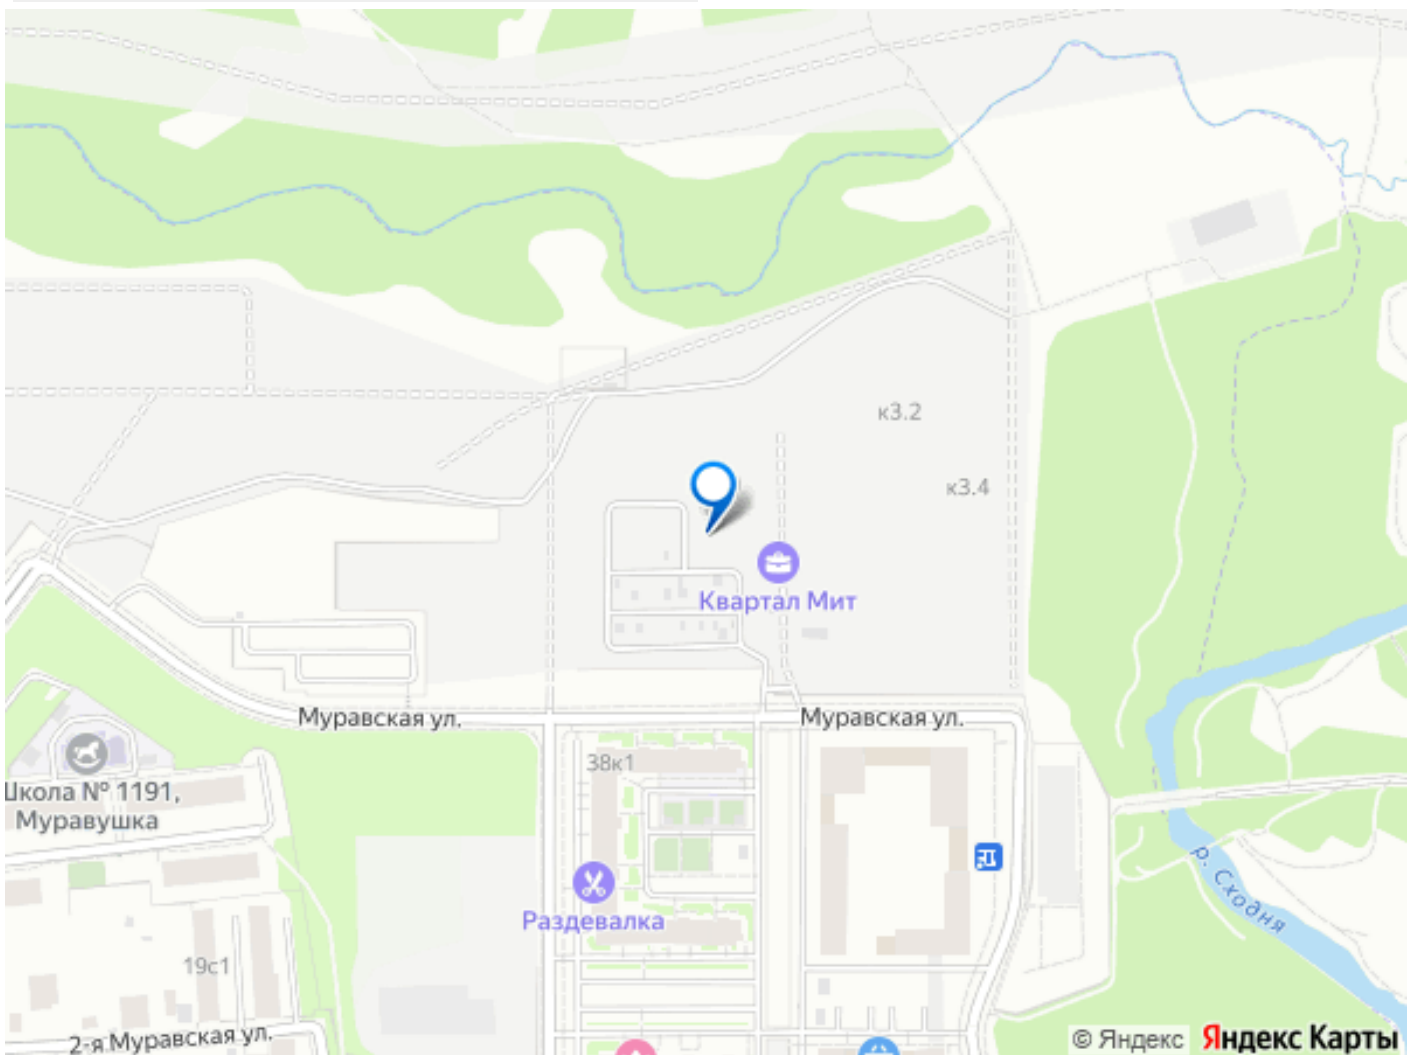 к3.2
к3.4
Квартал Мит
Муравская ул.
Муравская ул.
38к1
Школа № 1191,
Муравушка
Раздевалка
р. Сходня
19с1
2-я Муравская ул.
© Яндекс Яндекс Карты